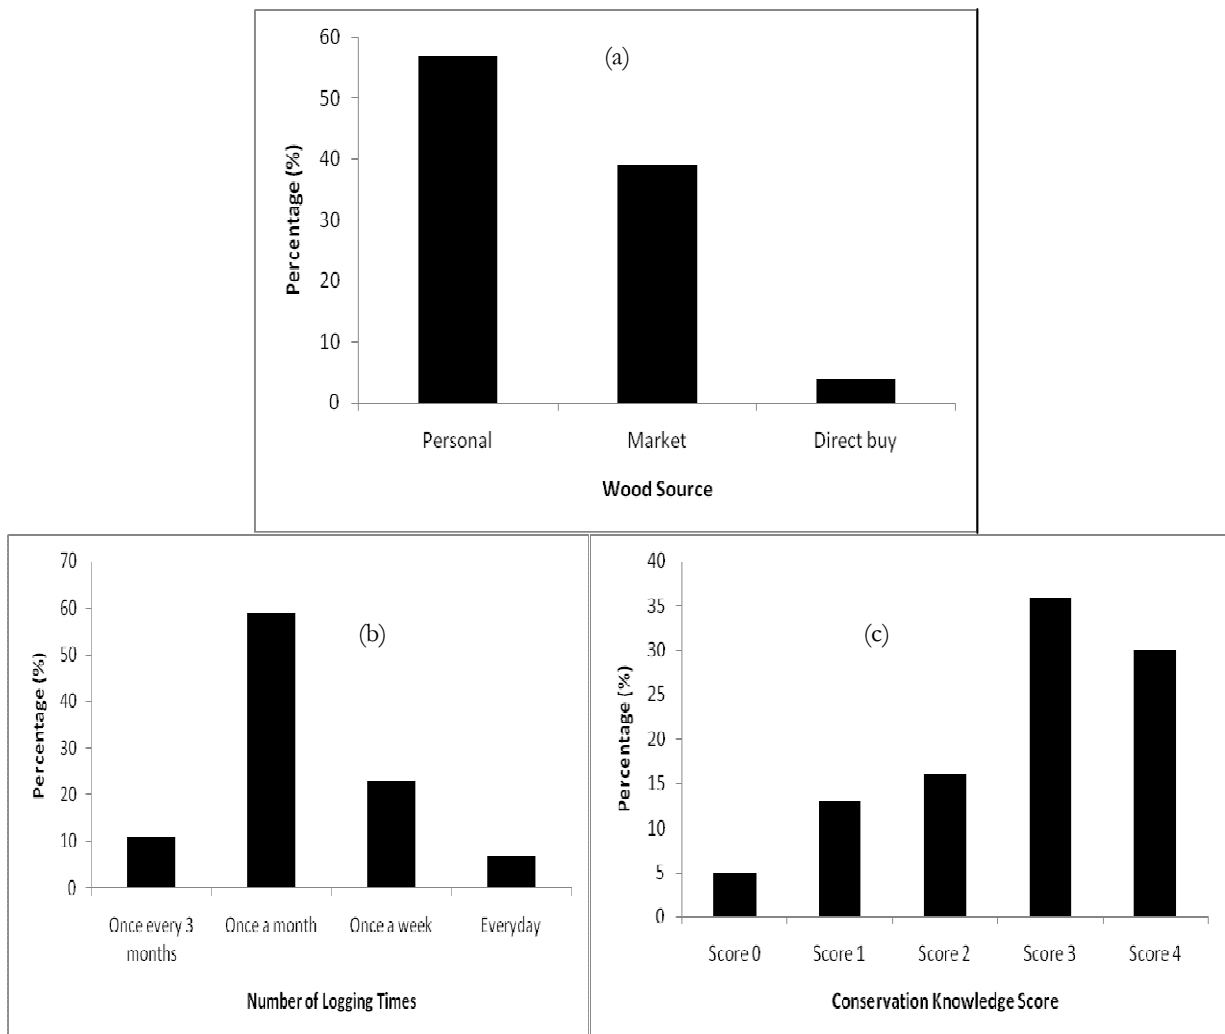 (a)
Percentage (%)
60
50
40
30
20
10
0
Personal Market Direct buy
Wood Source
(b)
Percentage (%)
70
60
50
40
30
20
10
0
Once every 3 months Once a month Once a week Everyday
Number of Logging Times
(c)
Percentage (%)
40
35
30
25
20
15
10
5
0
Score 0 Score 1 Score 2 Score 3 Score 4
Conservation Knowledge Score